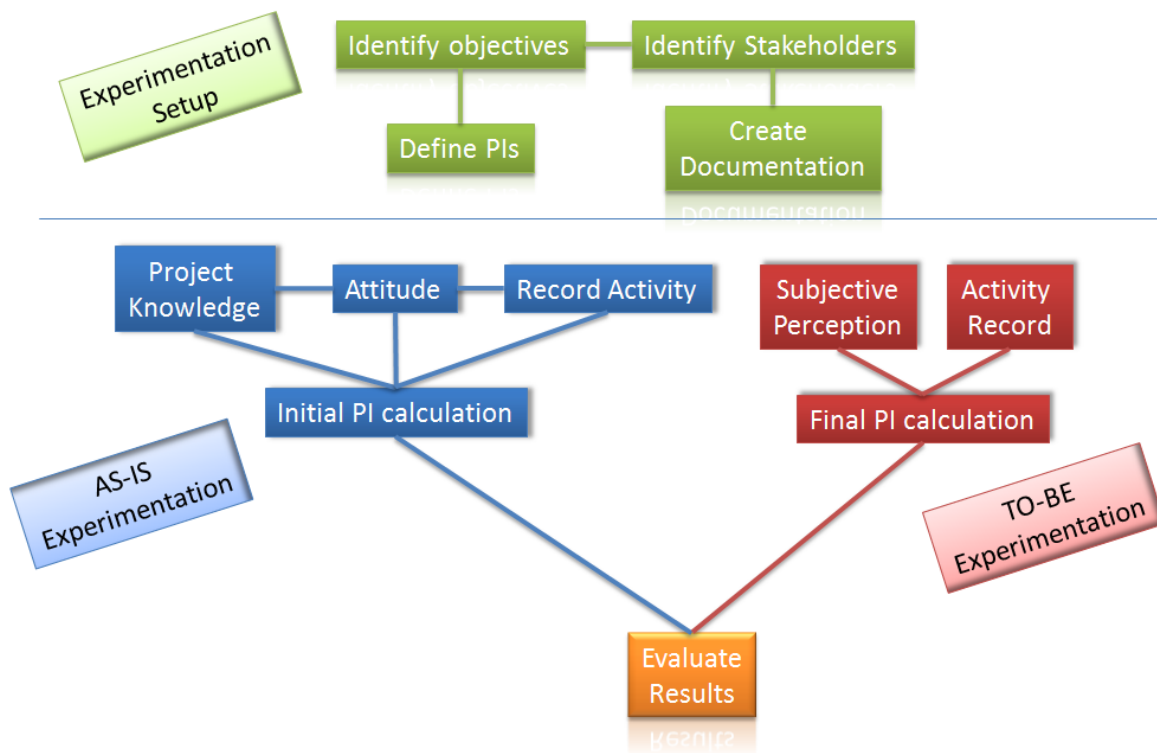 Experimentation
Setup
Identify objectives
Identify Stakeholders
Define PIs
Create
Documentation
Project
Knowledge
Attitude
Record Activity
Subjective
Perception
Activity
Record
Initial PI calculation
Final PI calculation
AS-IS
Experimentation
TO-BE
Experimentation
Evaluate
Results